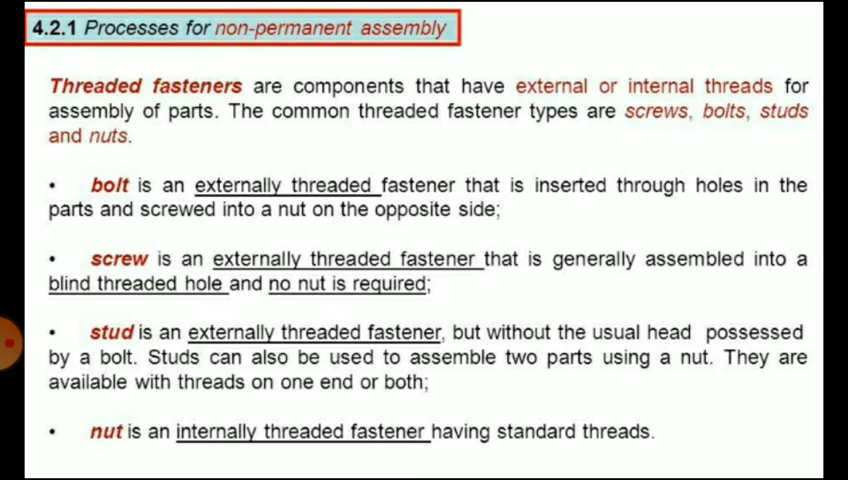 4.2.1 Processes for non-permanent assembly
Threaded fasteners are components that have external or internal threads for
assembly of parts. The common threaded fastener types are screws, bolts, studs
and nuts.
• bolt is an externally threaded fastener that is inserted through holes in the
parts and screwed into a nut on the opposite side;
• screw is an externally threaded fastener that is generally assembled into a
blind threaded hole and no nut is required;
• stud is an externally threaded fastener, but without the usual head possessed
by a bolt. Studs can also be used to assemble two parts using a nut. They are
available with threads on one end or both;
• nut is an internally threaded fastener having standard threads.